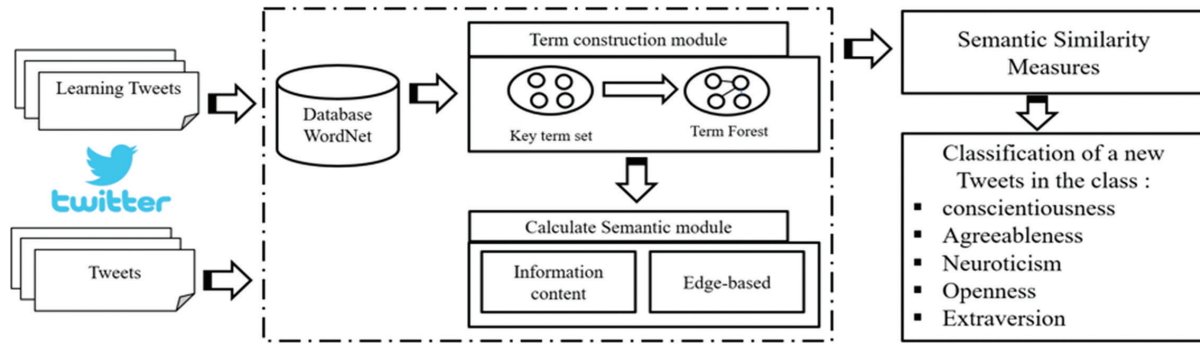 Learning Tweets
twitter
Tweets
Database
WordNet
Term construction module
Key term set
Term Forest
Calculate Semantic module
Information
content
Edge-based
Semantic Similarity
Measures
Classification of a new
Tweets in the class :
▪ conscientiousness
▪ Agreeableness
▪ Neuroticism
▪ Openness
▪ Extraversion